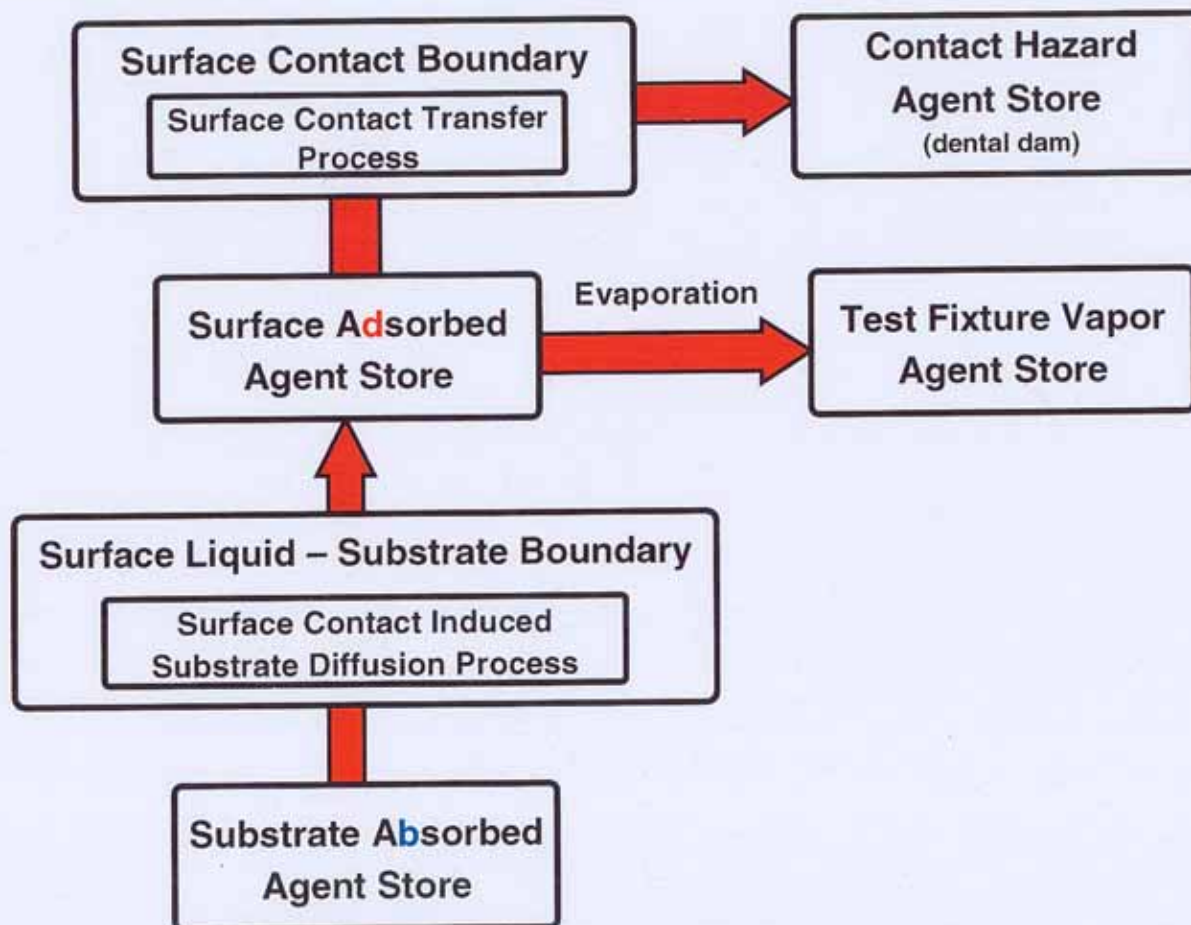 Surface Contact Boundary
Surface Contact Transfer
Process
Contact Hazard
Agent Store
(dental dam)
Surface Adsorbed
Agent Store
Evaporation
Test Fixture Vapor
Agent Store
Surface Liquid – Substrate Boundary
Surface Contact Induced
Substrate Diffusion Process
Substrate Absorbed
Agent Store